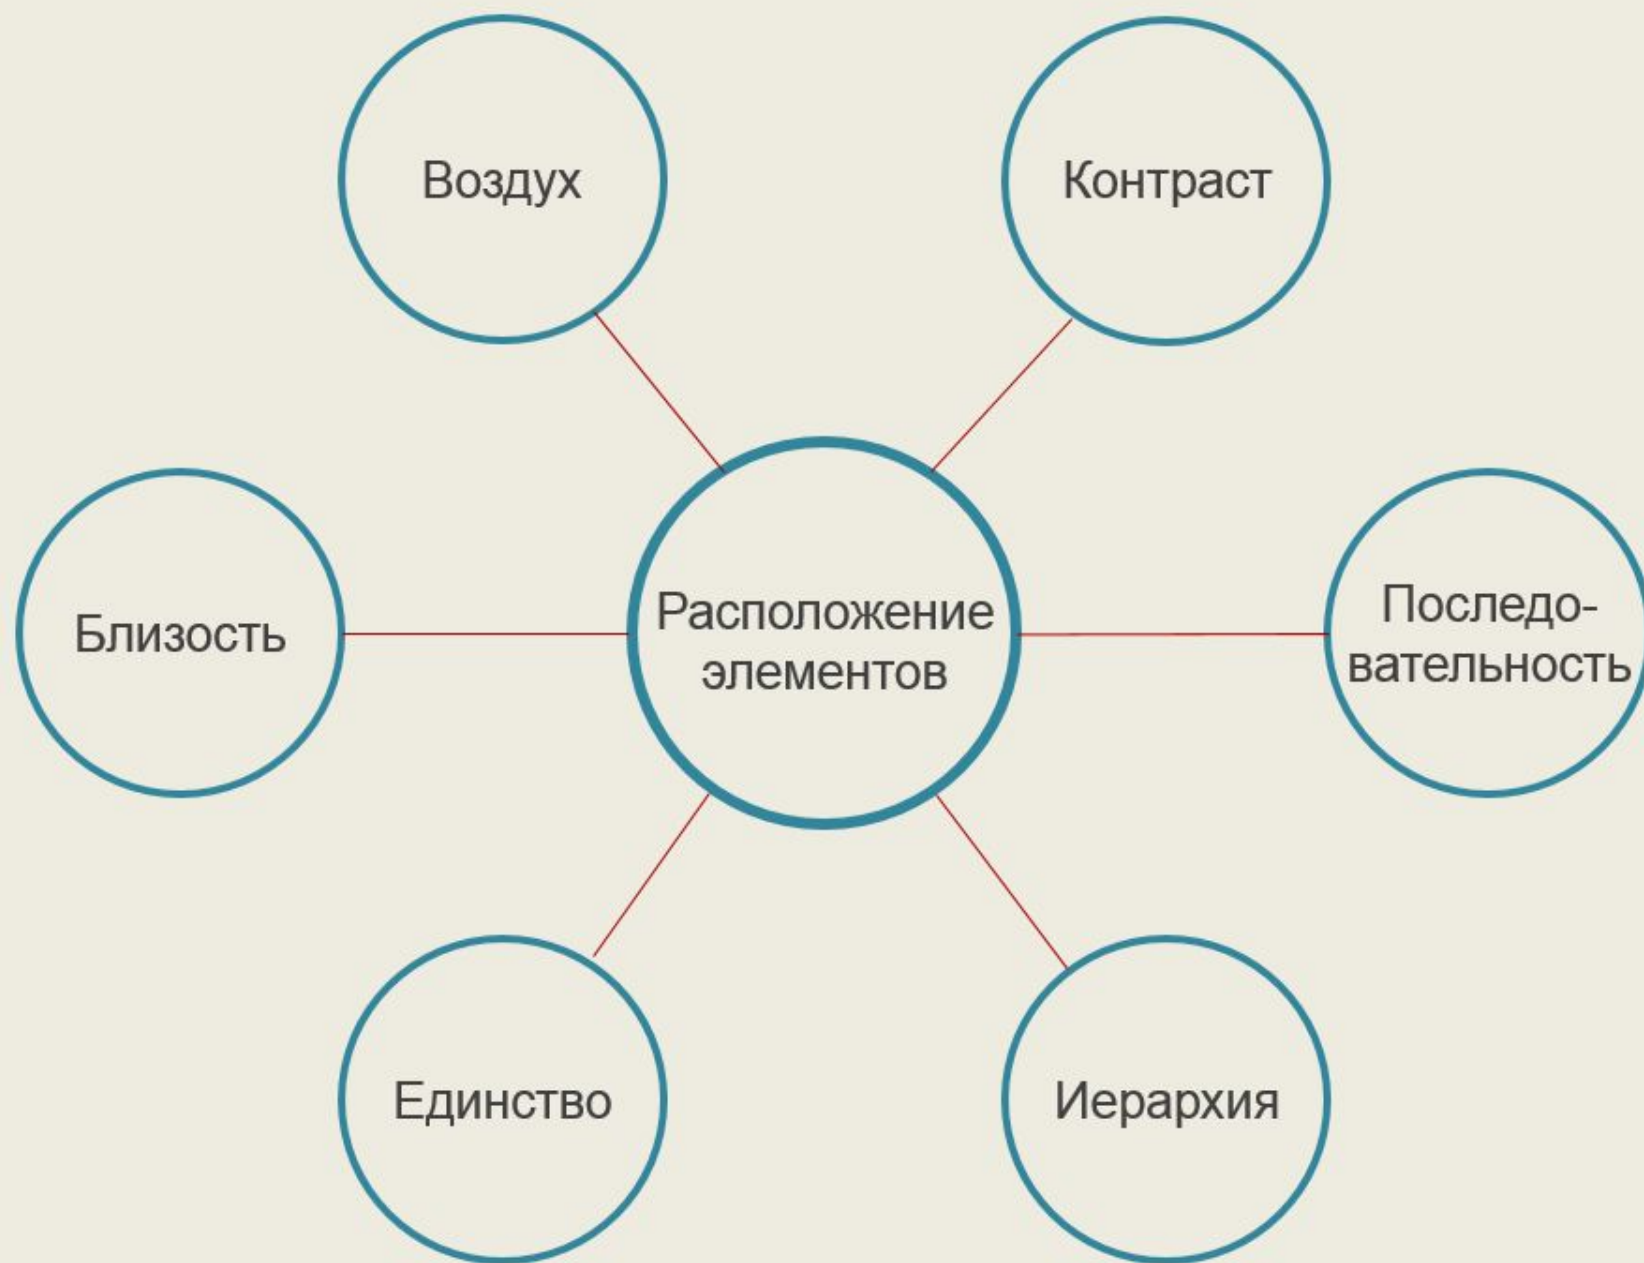 Воздух
Контраст
Близость
Расположение
элементов
Последо-
вательность
Единство
Иерархия